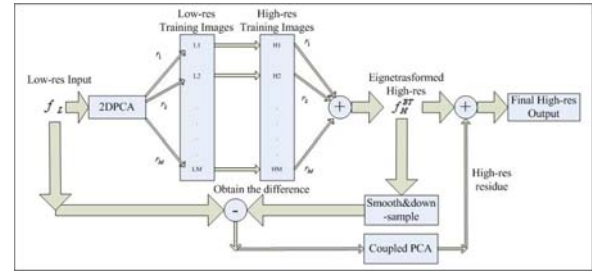 Low-res
Training Images
High-res
Training Images
Low-res Input
f L
2DPCA
r1
r2
rM
L1
L2
LM
H1
H2
HM
r1
r2
rM
+
Eignetrasformed
High-res
+
Final High-res
Output
Obtain the difference
-
Smooth&down
-sample
High-res
residue
Coupled PCA